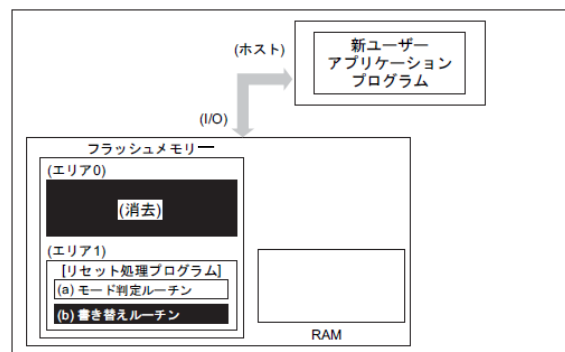 (ホスト)
新ユーザー
アプリケーション
プログラム
(I/O)
フラッシュメモリー
(エリア0)
(消去)
(エリア1)
[リセット処理プログラム]
(a) モード判定ルーチン
(b) 書き替えルーチン
RAM